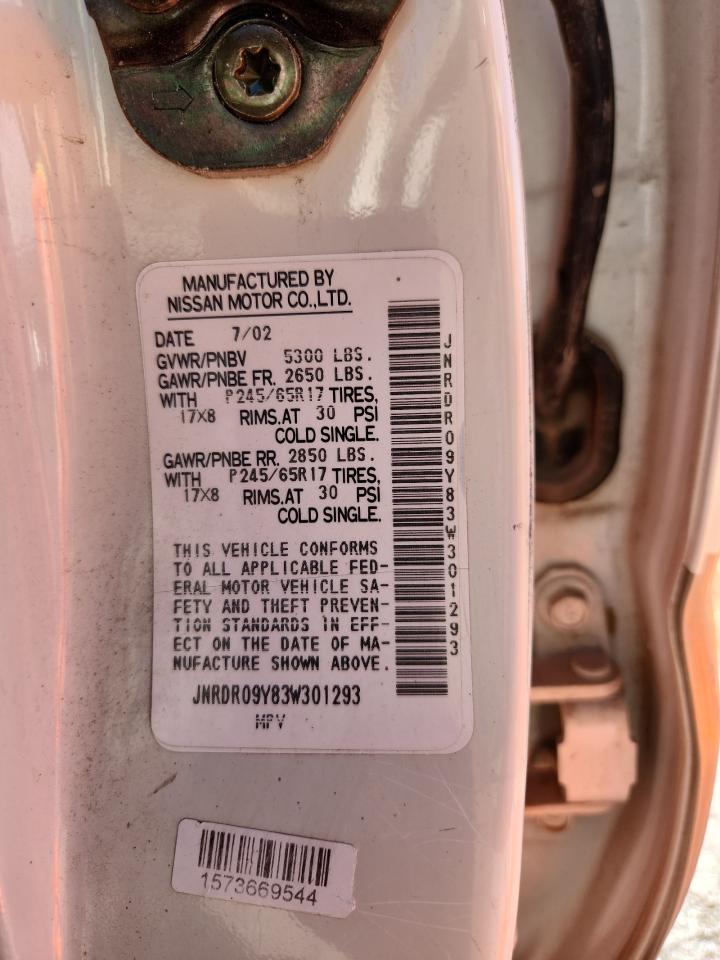 MANUFACTURED BY
NISSAN MOTOR CO.,LTD.
DATE 7/02
GVWR/PNBV 5300 LBS.
GAWR/PNBE FR. 2650 LBS.
WITH P245/65R17 TIRES,
17X8 RIMS.AT 30 PSI
COLD SINGLE.
GAWR/PNBE RR. 2850 LBS.
WITH P245/65R17 TIRES,
17X8 RIMS.AT 30 PSI
COLD SINGLE.
THIS VEHICLE CONFORMS
TO ALL APPLICABLE FED-
ERAL MOTOR VEHICLE SA-
FETY AND THEFT PREVEN-
TION STANDARDS IN EFF-
ECT ON THE DATE OF MA-
NUFACTURE SHOWN ABOVE.
JNRDR09Y83W301293
MPV
JNRDR09Y83W301293
1573669544